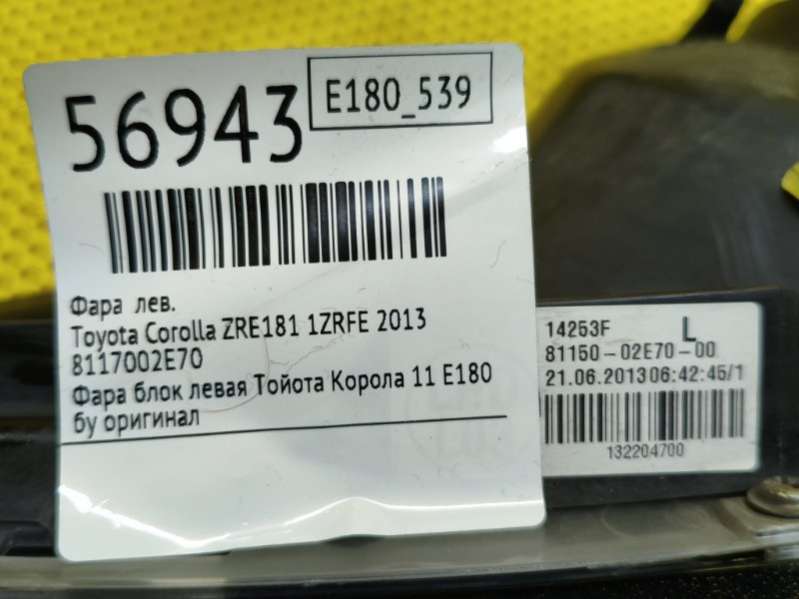 56943
E180_539
Фара лев.
Toyota Corolla ZRE181 1ZRFE 2013
8117002E70
Фара блок левая Тойота Корола 11 E180
бу оригинал
14253F L
81150-02E70-00
21.06.2013 06:42:45/1
132204700